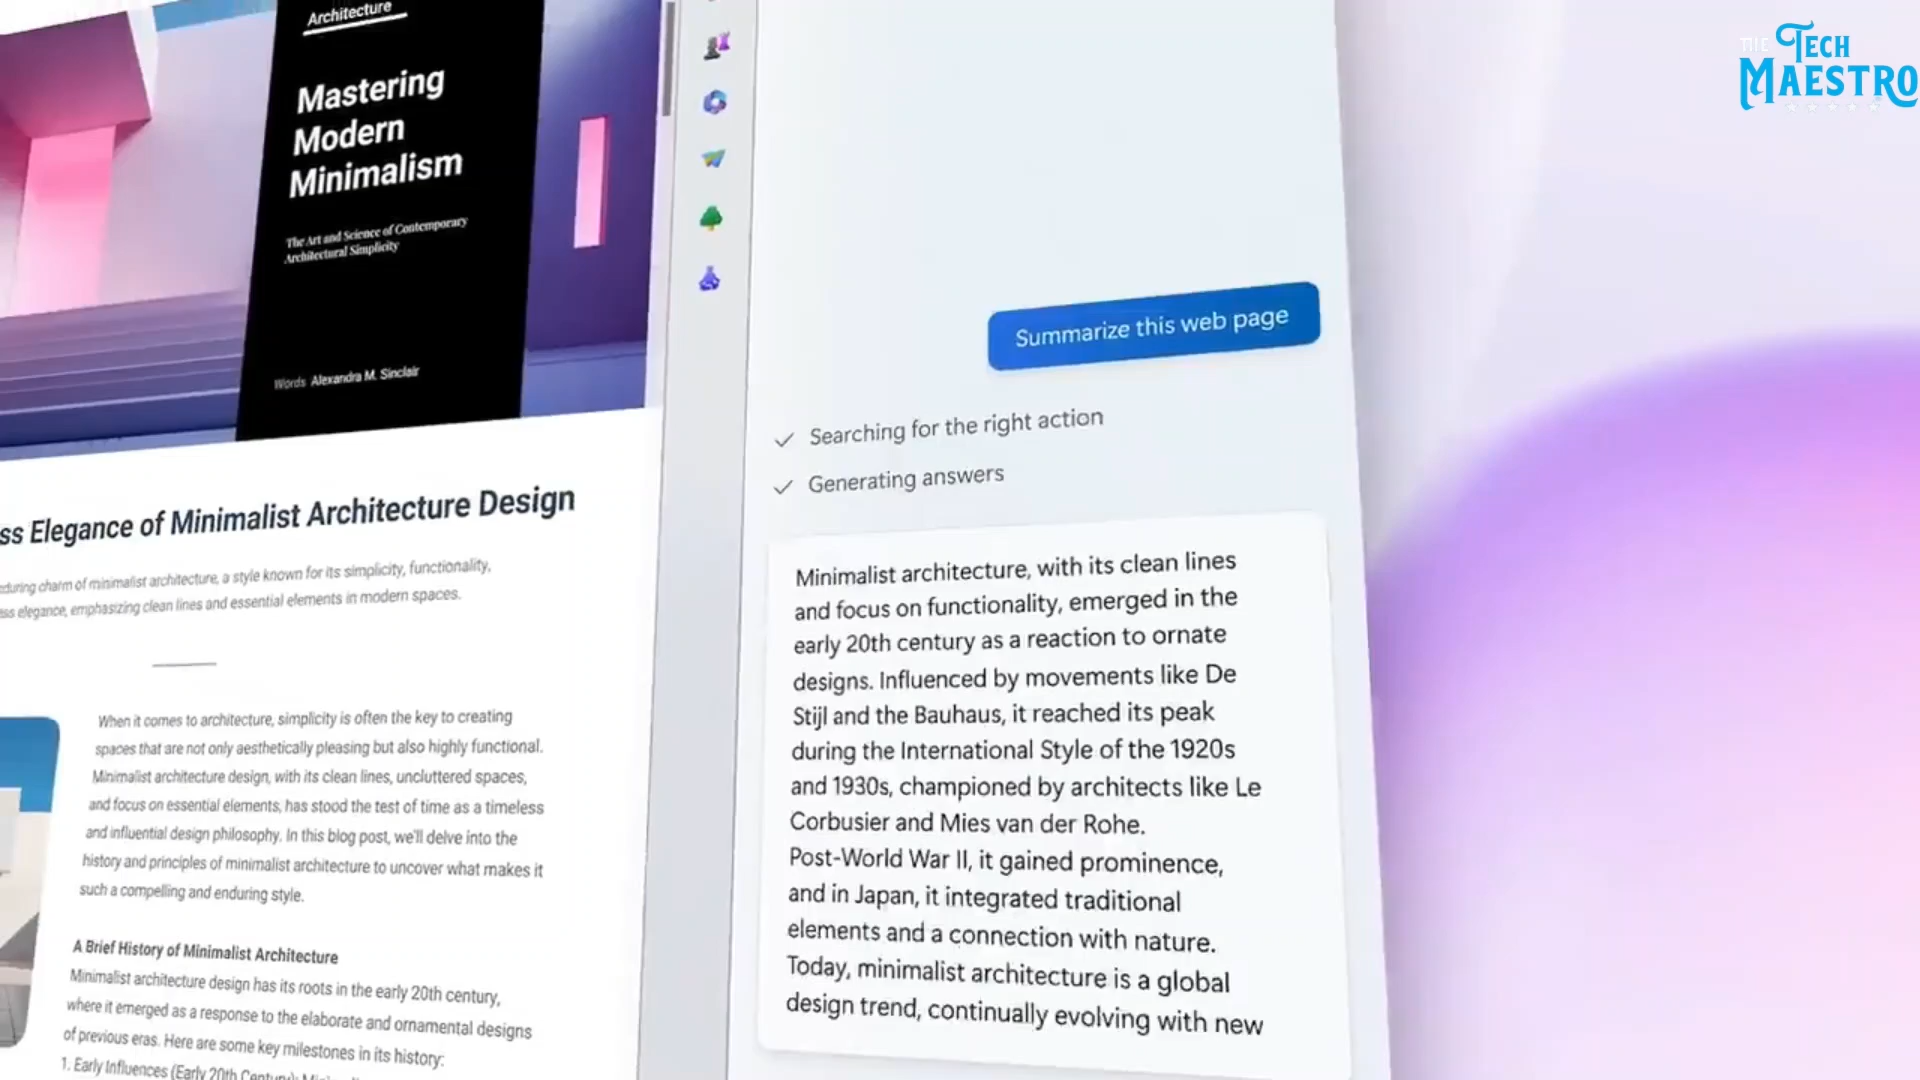 Architecture
Mastering
Modern
Minimalism
The Art and Science of Contemporary
Architectural Simplicity
Words Alexandra M. Sinclair
ss Elegance of Minimalist Architecture Design
during charm of minimalist architecture, a style known for its simplicity, functionality,
ss elegance, emphasizing clean lines and essential elements in modern spaces.
When it comes to architecture, simplicity is often the key to creating
spaces that are not only aesthetically pleasing but also highly functional.
Minimalist architecture design, with its clean lines, uncluttered spaces,
and focus on essential elements, has stood the test of time as a timeless
and influential design philosophy. In this blog post, we'll delve into the
history and principles of minimalist architecture to uncover what makes it
such a compelling and enduring style.
A Brief History of Minimalist Architecture
Minimalist architecture design has its roots in the early 20th century,
where it emerged as a response to the elaborate and ornamental designs
of previous eras. Here are some key milestones in its history:
1. Early Influences (Early 20th Century):
Summarize this web page
Searching for the right action
Generating answers
Minimalist architecture, with its clean lines
and focus on functionality, emerged in the
early 20th century as a reaction to ornate
designs. Influenced by movements like De
Stijl and the Bauhaus, it reached its peak
during the International Style of the 1920s
and 1930s, championed by architects like Le
Corbusier and Mies van der Rohe.
Post-World War II, it gained prominence,
and in Japan, it integrated traditional
elements and a connection with nature.
Today, minimalist architecture is a global
design trend, continually evolving with new
THE TECH
MAESTRO